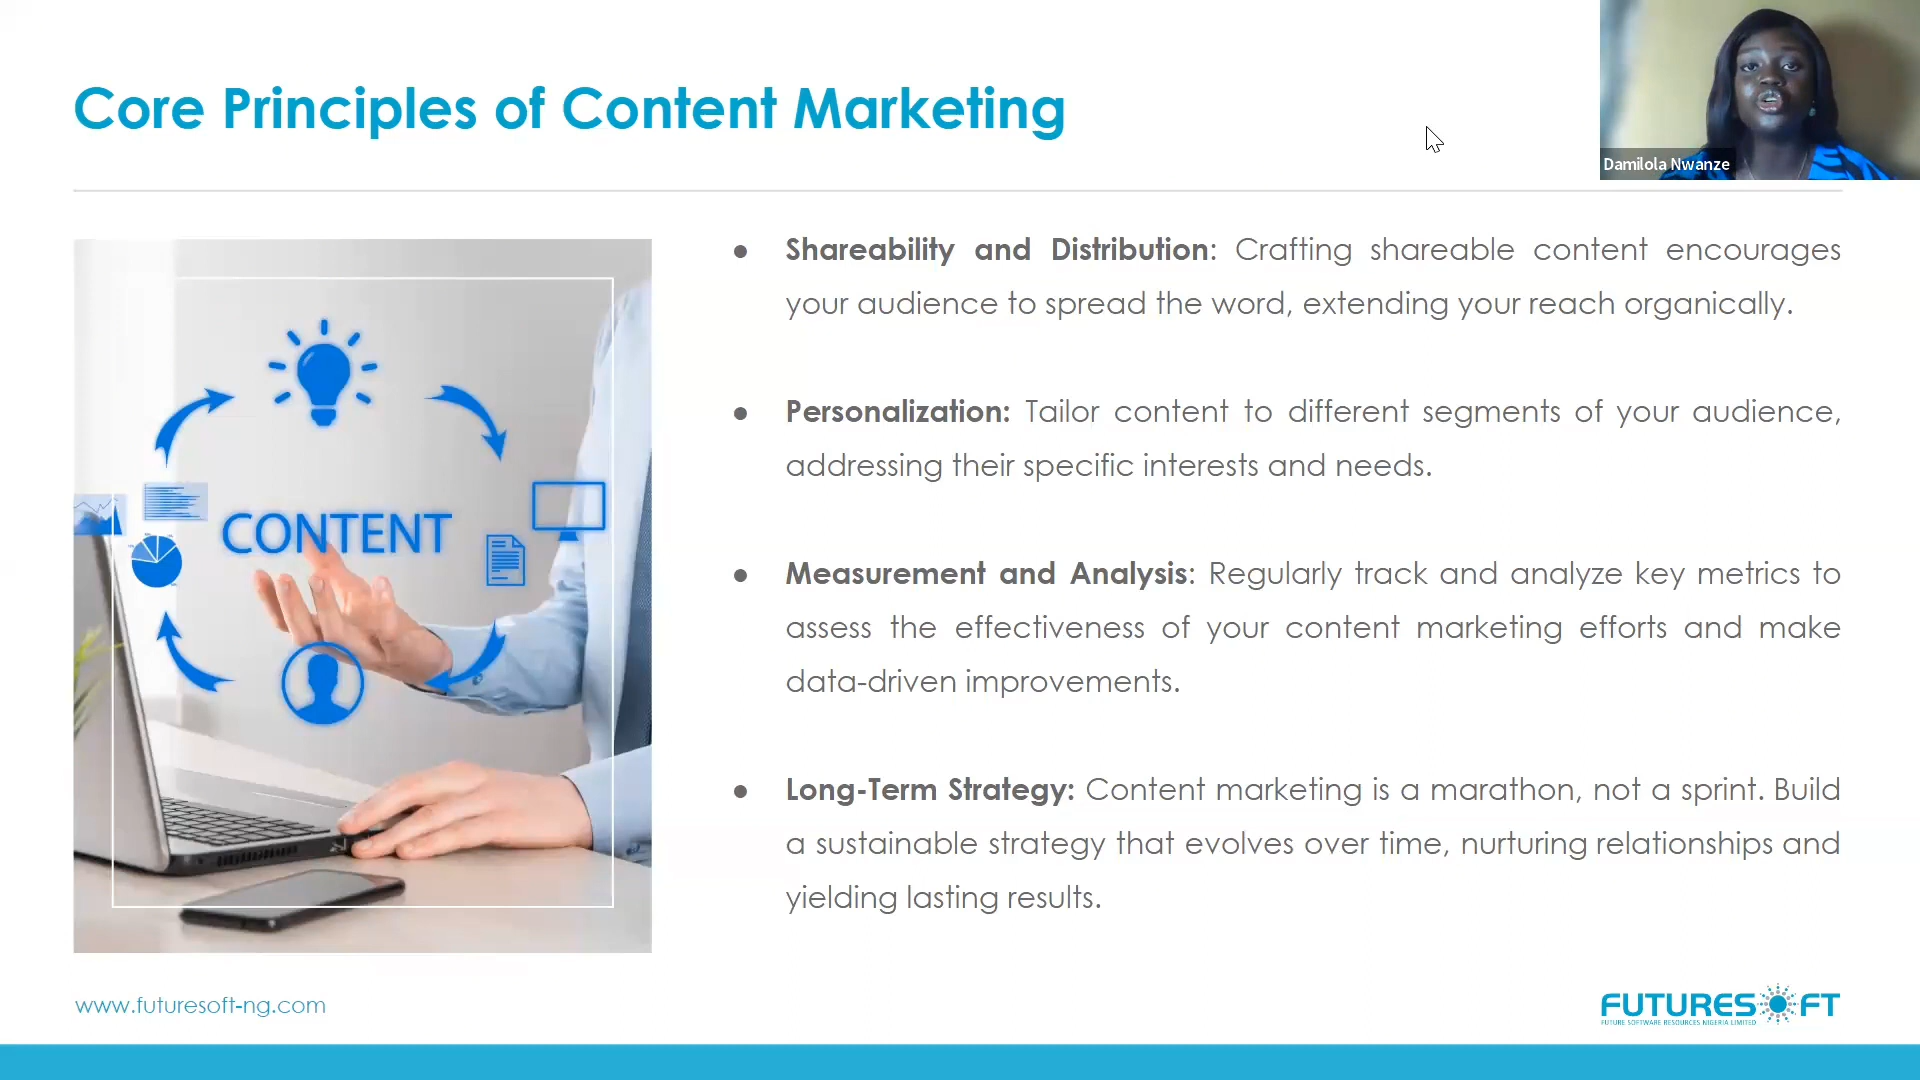 Core Principles of Content Marketing
Damilola Nwanze
● Shareability and Distribution: Crafting shareable content encourages
your audience to spread the word, extending your reach organically.
● Personalization: Tailor content to different segments of your audience,
addressing their specific interests and needs.
● Measurement and Analysis: Regularly track and analyze key metrics to
assess the effectiveness of your content marketing efforts and make
data-driven improvements.
● Long-Term Strategy: Content marketing is a marathon, not a sprint. Build
a sustainable strategy that evolves over time, nurturing relationships and
yielding lasting results.
CONTENT
www.futuresoft-ng.com
FUTURESOFT
FUTURE SOFTWARE RESOURCES NIGERIA LIMITED